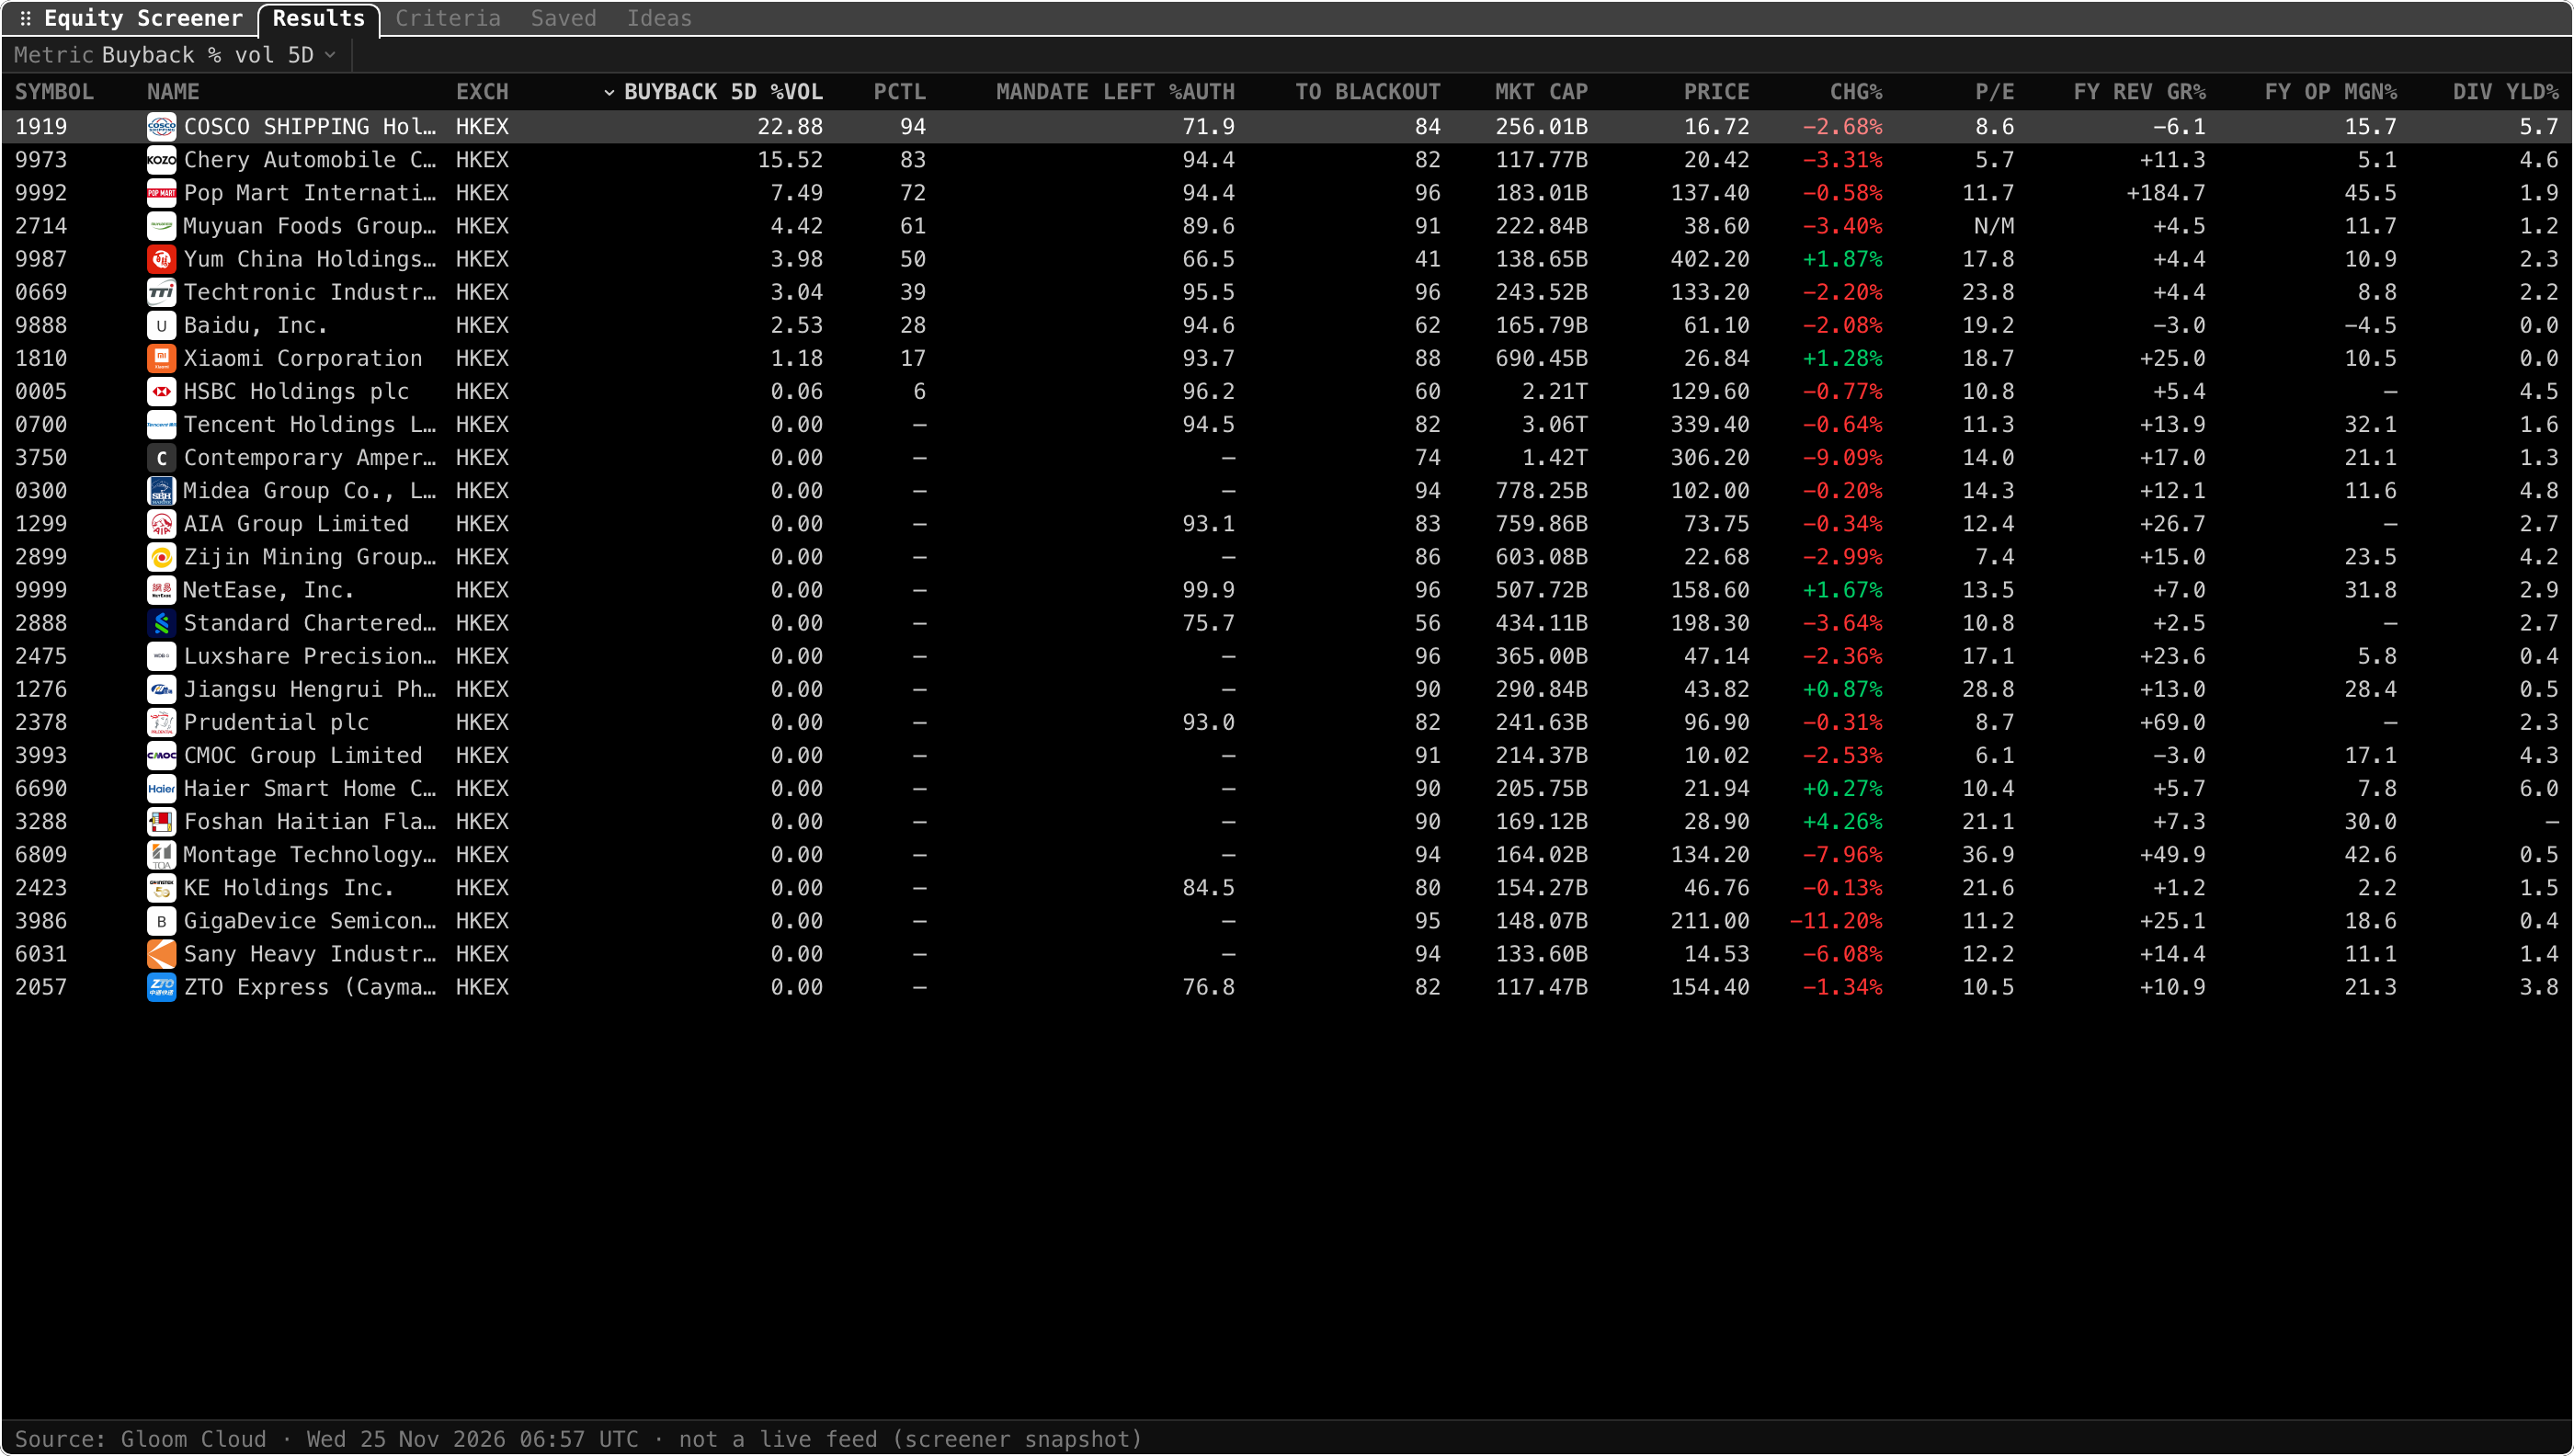 Equity Screener Results Criteria Saved Ideas
Metric Buyback % vol 5D
SYMBOL NAME EXCH BUYBACK 5D %VOL PCTL MANDATE LEFT %AUTH TO BLACKOUT MKT CAP PRICE CHG% P/E FY REV GR% FY OP MGN% DIV YLD%
1919 COSCO SHIPPING Hol… HKEX 22.88 94 71.9 84 256.01B 16.72 −2.68% 8.6 −6.1 15.7 5.7
9973 KOZO Chery Automobile C… HKEX 15.52 83 94.4 82 117.77B 20.42 −3.31% 5.7 +11.3 5.1 4.6
9992 POP MART Pop Mart Internati… HKEX 7.49 72 94.4 96 183.01B 137.40 −0.58% 11.7 +184.7 45.5 1.9
2714 Muyuan Foods Group… HKEX 4.42 61 89.6 91 222.84B 38.60 −3.40% N/M +4.5 11.7 1.2
9987 Yum China Holdings… HKEX 3.98 50 66.5 41 138.65B 402.20 +1.87% 17.8 +4.4 10.9 2.3
0669 TTi Techtronic Industr… HKEX 3.04 39 95.5 96 243.52B 133.20 −2.20% 23.8 +4.4 8.8 2.2
9888 U Baidu, Inc. HKEX 2.53 28 94.6 62 165.79B 61.10 −2.08% 19.2 −3.0 −4.5 0.0
1810 Xiaomi Corporation HKEX 1.18 17 93.7 88 690.45B 26.84 +1.28% 18.7 +25.0 10.5 0.0
0005 HSBC Holdings plc HKEX 0.06 6 96.2 60 2.21T 129.60 −0.77% 10.8 +5.4 — 4.5
0700 Tencent Holdings L… HKEX 0.00 — 94.5 82 3.06T 339.40 −0.64% 11.3 +13.9 32.1 1.6
3750 C Contemporary Amper… HKEX 0.00 — — 74 1.42T 306.20 −9.09% 14.0 +17.0 21.1 1.3
0300 Midea Group Co., L… HKEX 0.00 — — 94 778.25B 102.00 −0.20% 14.3 +12.1 11.6 4.8
1299 AIA Group Limited HKEX 0.00 — 93.1 83 759.86B 73.75 −0.34% 12.4 +26.7 — 2.7
2899 Zijin Mining Group… HKEX 0.00 — — 86 603.08B 22.68 −2.99% 7.4 +15.0 23.5 4.2
9999 NetEase, Inc. HKEX 0.00 — 99.9 96 507.72B 158.60 +1.67% 13.5 +7.0 31.8 2.9
2888 Standard Chartered… HKEX 0.00 — 75.7 56 434.11B 198.30 −3.64% 10.8 +2.5 — 2.7
2475 Luxshare Precision… HKEX 0.00 — — 96 365.00B 47.14 −2.36% 17.1 +23.6 5.8 0.4
1276 Jiangsu Hengrui Ph… HKEX 0.00 — — 90 290.84B 43.82 +0.87% 28.8 +13.0 28.4 0.5
2378 Prudential plc HKEX 0.00 — 93.0 82 241.63B 96.90 −0.31% 8.7 +69.0 — 2.3
3993 CMOC CMOC Group Limited HKEX 0.00 — — 91 214.37B 10.02 −2.53% 6.1 −3.0 17.1 4.3
6690 Haier Haier Smart Home C… HKEX 0.00 — — 90 205.75B 21.94 +0.27% 10.4 +5.7 7.8 6.0
3288 Foshan Haitian Fla… HKEX 0.00 — — 90 169.12B 28.90 +4.26% 21.1 +7.3 30.0 —
6809 TOA Montage Technology… HKEX 0.00 — — 94 164.02B 134.20 −7.96% 36.9 +49.9 42.6 0.5
2423 KE Holdings Inc. HKEX 0.00 — 84.5 80 154.27B 46.76 −0.13% 21.6 +1.2 2.2 1.5
3986 B GigaDevice Semicon… HKEX 0.00 — — 95 148.07B 211.00 −11.20% 11.2 +25.1 18.6 0.4
6031 Sany Heavy Industr… HKEX 0.00 — — 94 133.60B 14.53 −6.08% 12.2 +14.4 11.1 1.4
2057 ZTO Express (Cayma… HKEX 0.00 — 76.8 82 117.47B 154.40 −1.34% 10.5 +10.9 21.3 3.8
Source: Gloom Cloud · Wed 25 Nov 2026 06:57 UTC · not a live feed (screener snapshot)